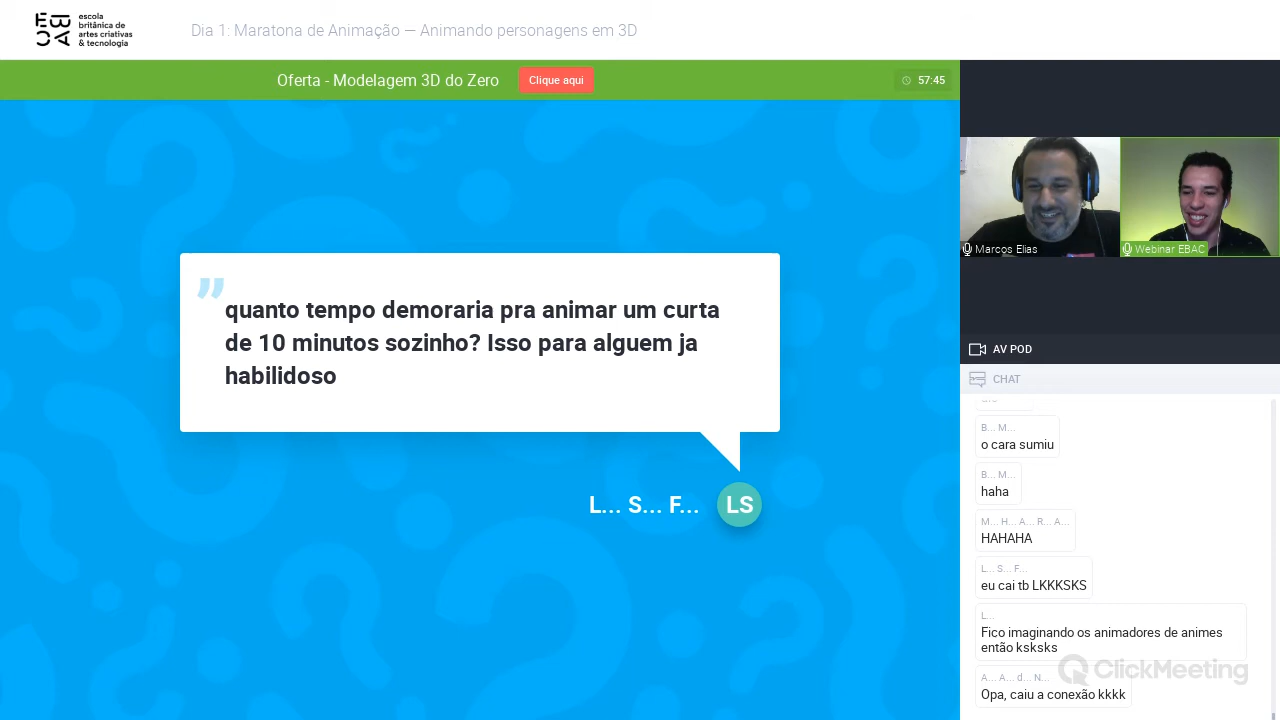 escola
britânica de
artes criativas
& tecnologia
EBAC
Dia 1: Maratona de Animação — Animando personagens em 3D
Oferta - Modelagem 3D do Zero
Clique aqui
57:45
quanto tempo demoraria pra animar um curta
de 10 minutos sozinho? Isso para alguem ja
habilidoso
L... S... F...
LS
Marcos Elias
Webinar EBAC
AV POD
CHAT
B... M...
o cara sumiu
B... M...
haha
M... H... A... R... A...
HAHAHA
L... S... F...
eu cai tb LKKKSKS
L...
Fico imaginando os animadores de animes
então ksksks
A... A... d... N...
Opa, caiu a conexão kkkk
ClickMeeting